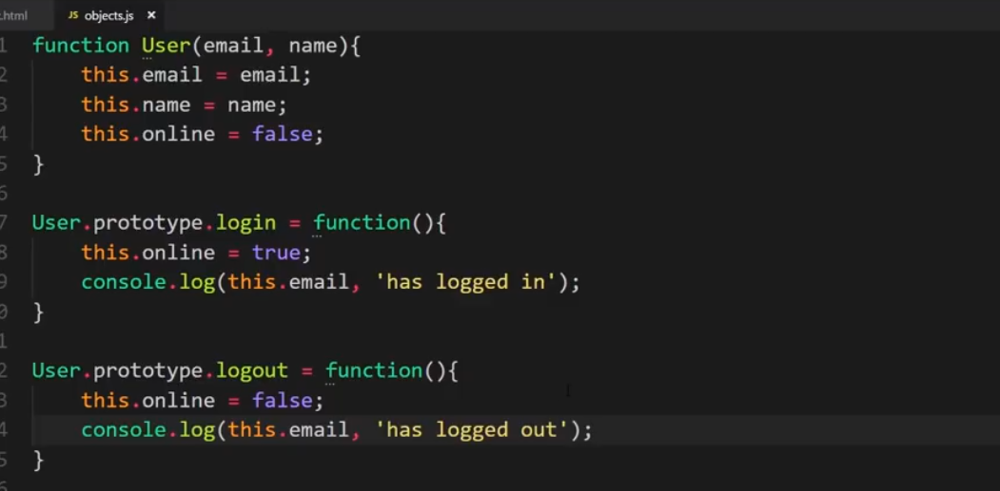 .html JS objects.js ×
1 function User(email, name){
2     this.email = email;
3     this.name = name;
4     this.online = false;
5 }
6
7 User.prototype.login = function(){
8     this.online = true;
9     console.log(this.email, 'has logged in');
0 }
1
2 User.prototype.logout = function(){
3     this.online = false;
4     console.log(this.email, 'has logged out');
5 }
6